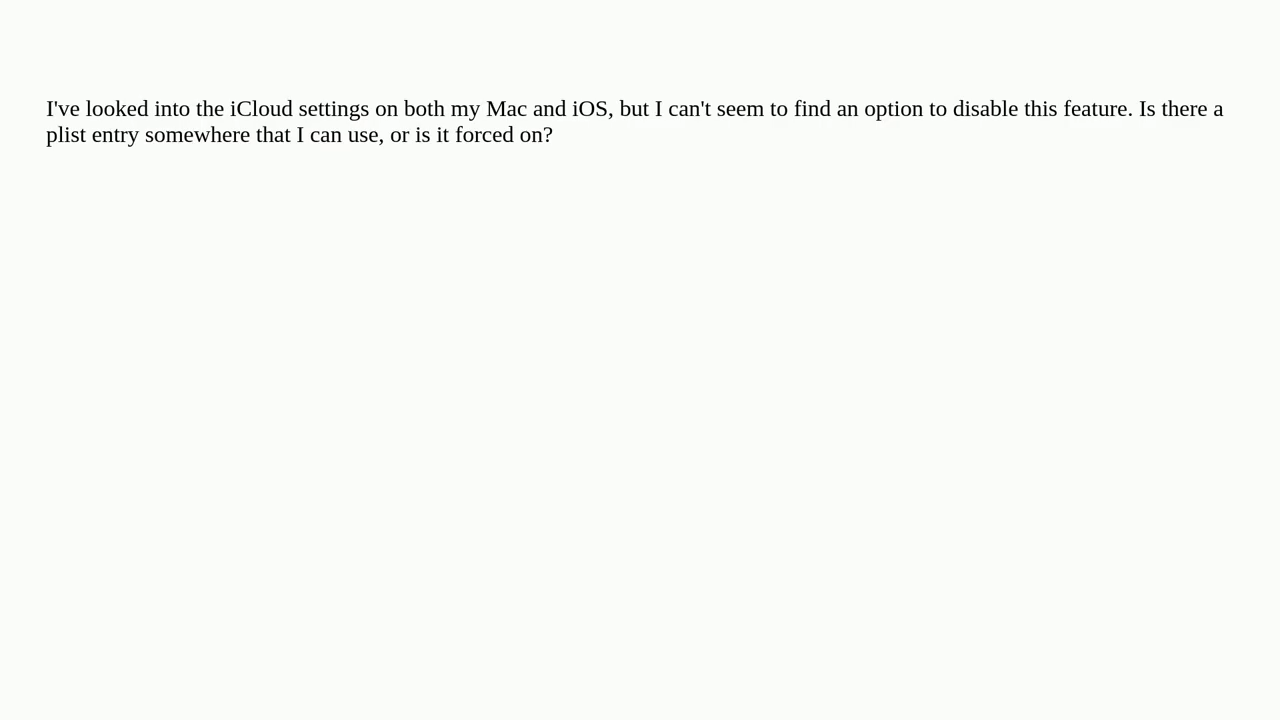 I've looked into the iCloud settings on both my Mac and iOS, but I can't seem to find an option to disable this feature. Is there a
plist entry somewhere that I can use, or is it forced on?